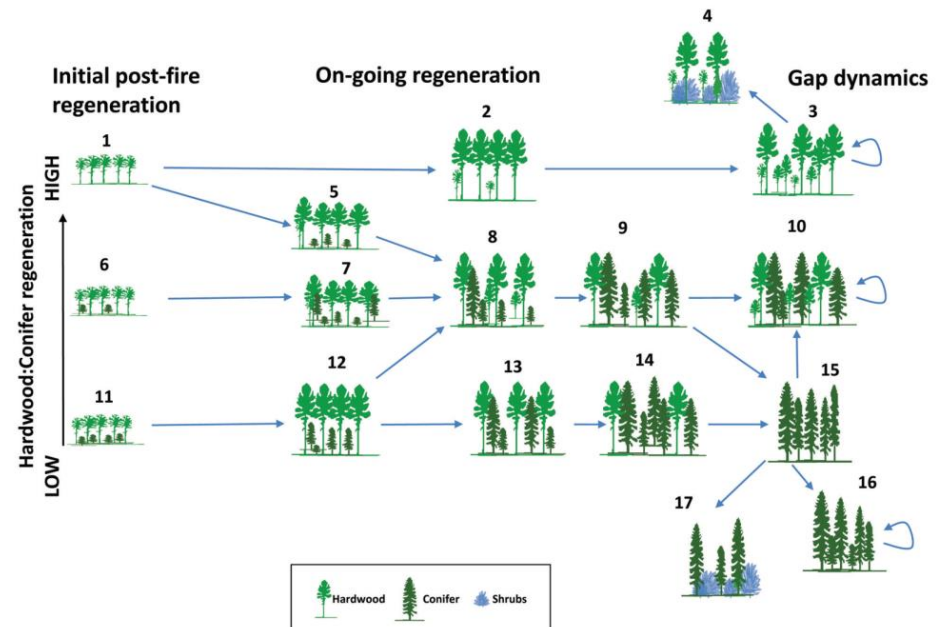 Initial post-fire
regeneration
On-going regeneration
Gap dynamics
Hardwood:Conifer regeneration
HIGH
LOW
1
2
3
4
5
6
7
8
9
10
11
12
13
14
15
16
17
Hardwood
Conifer
Shrubs